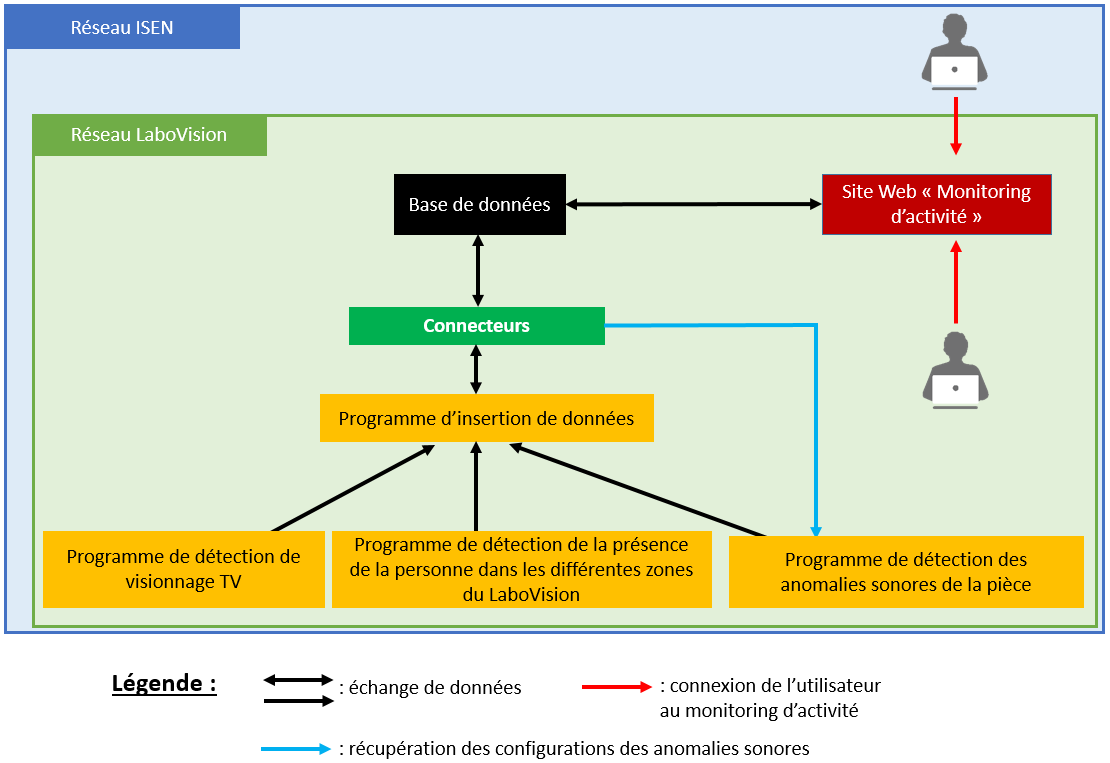 Réseau ISEN
Réseau LaboVision
Base de données
Site Web « Monitoring
d’activité »
Connecteurs
Programme d’insertion de données
Programme de détection de
visionnage TV
Programme de détection de la présence
de la personne dans les différentes zones
du LaboVision
Programme de détection des
anomalies sonores de la pièce
Légende :
: échange de données
: connexion de l’utilisateur
au monitoring d’activité
: récupération des configurations des anomalies sonores